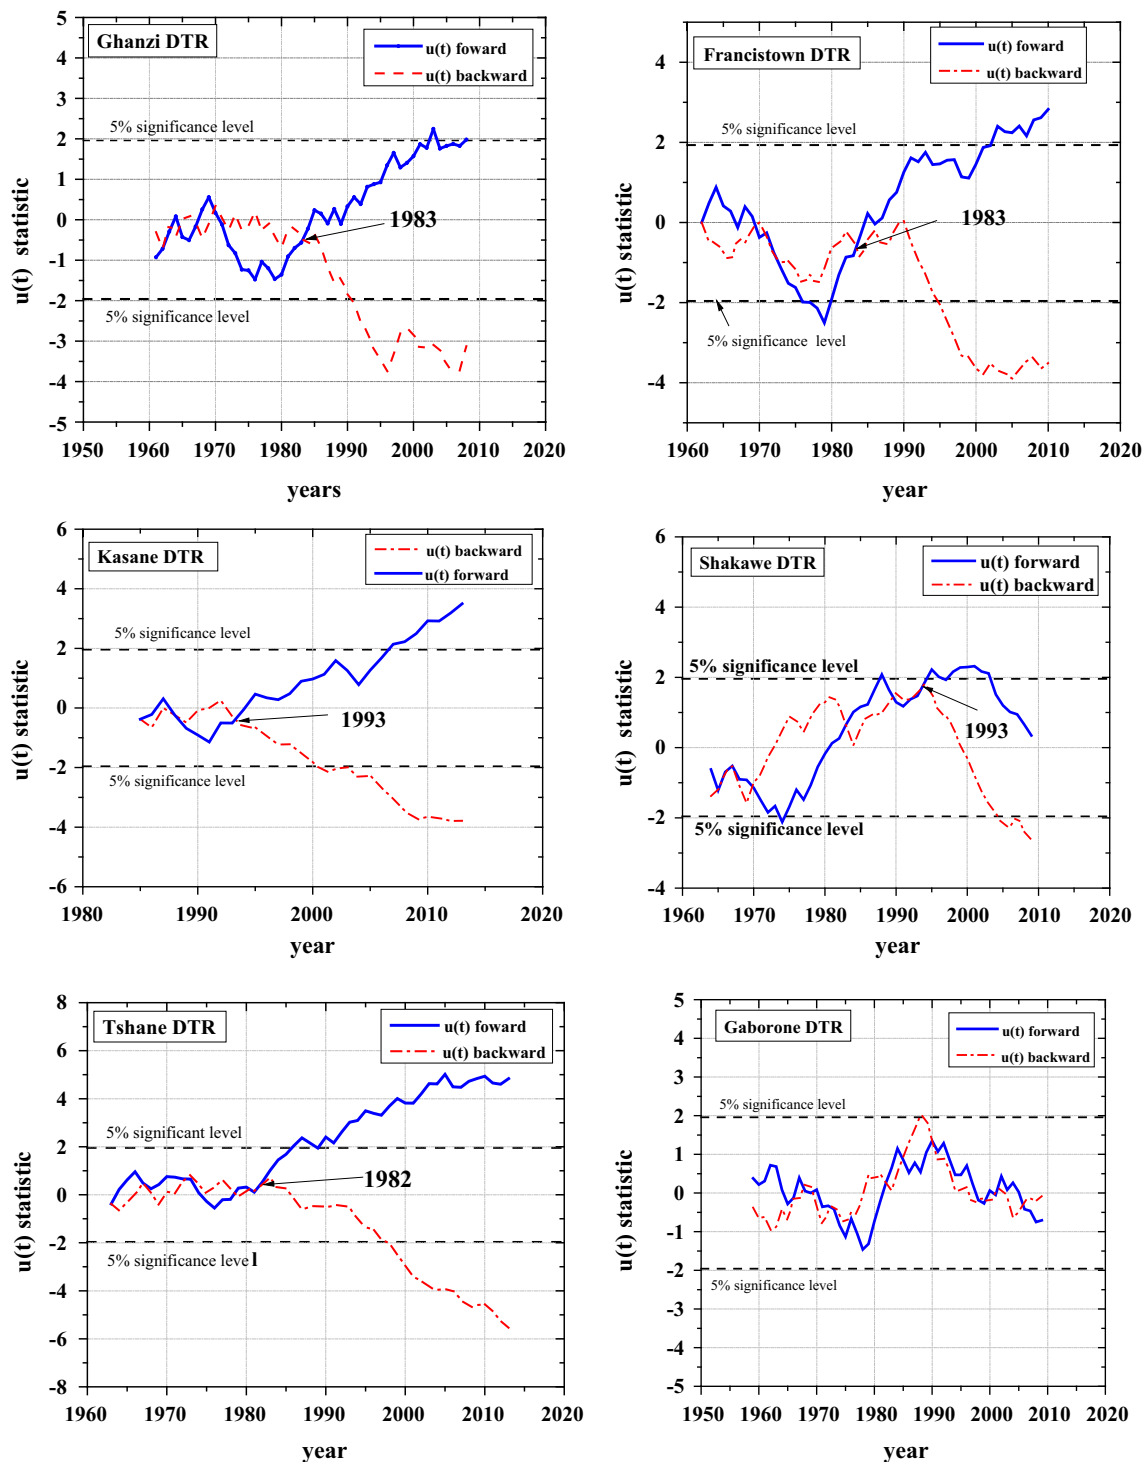 Ghanzi DTR
u(t) foward
u(t) backward
5
4
3
2
1
0
-1
-2
-3
-4
-5
5% significance level
1983
5% significance level
u(t) statistic
1950 1960 1970 1980 1990 2000 2010 2020
years
Francistown DTR
u(t) foward
u(t) backward
4
2
0
-2
-4
5% significance level
1983
5% significance level
u(t) statistic
1960 1970 1980 1990 2000 2010 2020
year
Kasane DTR
u(t) backward
u(t) forward
6
4
2
0
-2
-4
-6
5% significance level
1993
5% significance level
u(t) statistic
1980 1990 2000 2010 2020
year
Shakawe DTR
u(t) forward
u(t) backward
6
4
2
0
-2
-4
5% significance level
1993
5% significance level
u(t) statistic
1960 1970 1980 1990 2000 2010 2020
year
Tshane DTR
u(t) foward
u(t) backward
8
6
4
2
0
-2
-4
-6
-8
5% significant level
1982
5% significance level
u(t) statistic
1960 1970 1980 1990 2000 2010 2020
year
Gaborone DTR
u(t) forward
u(t) backward
5
4
3
2
1
0
-1
-2
-3
-4
-5
5% significance level
5% significance level
u(t) statistic
1950 1960 1970 1980 1990 2000 2010 2020
year